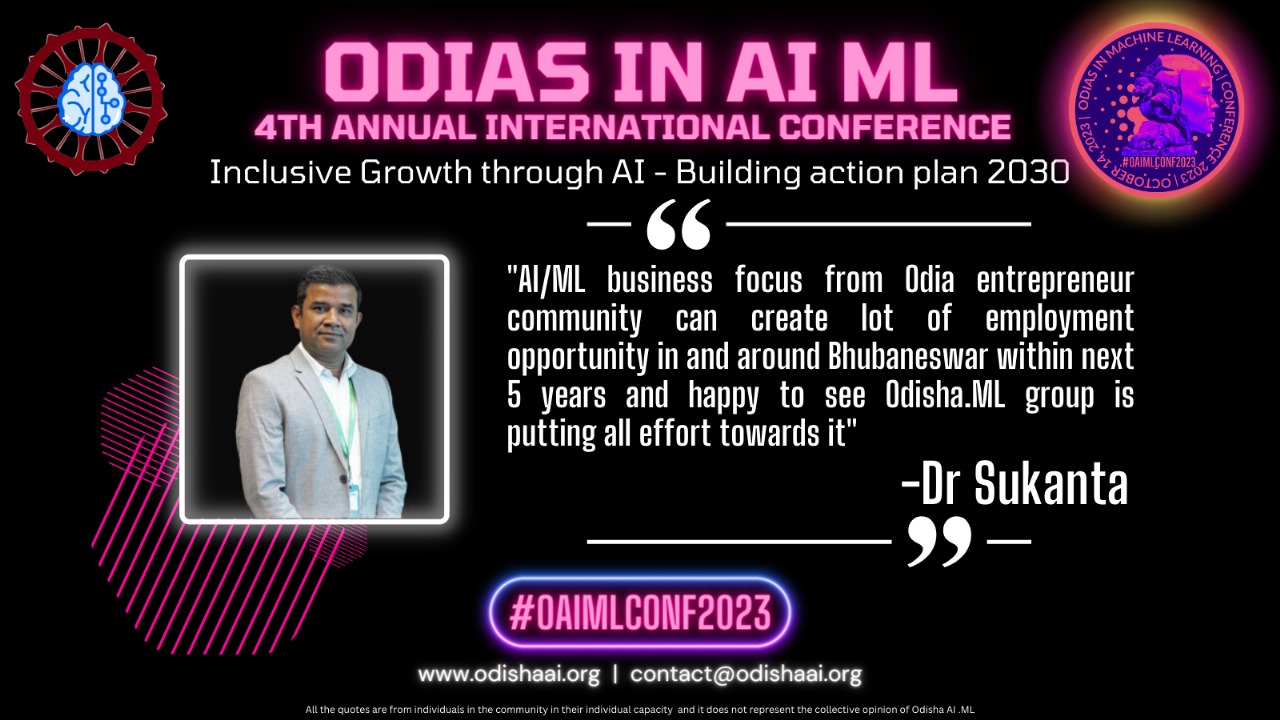 ODIAS IN AI ML
4TH ANNUAL INTERNATIONAL CONFERENCE
Inclusive Growth through AI - Building action plan 2030
ODIAS IN MACHINE LEARNING | CONFERENCE 2023 | OCTOBER 14, 2023 |
#OAIMLCONF2023
"AI/ML business focus from Odia entrepreneur
community can create lot of employment
opportunity in and around Bhubaneswar within next
5 years and happy to see Odisha.ML group is
putting all effort towards it"
-Dr Sukanta
#OAIMLCONF2023
www.odishaai.org | contact@odishaai.org
All the quotes are from individuals in the community in their individual capacity and it does not represent the collective opinion of Odisha AI .ML